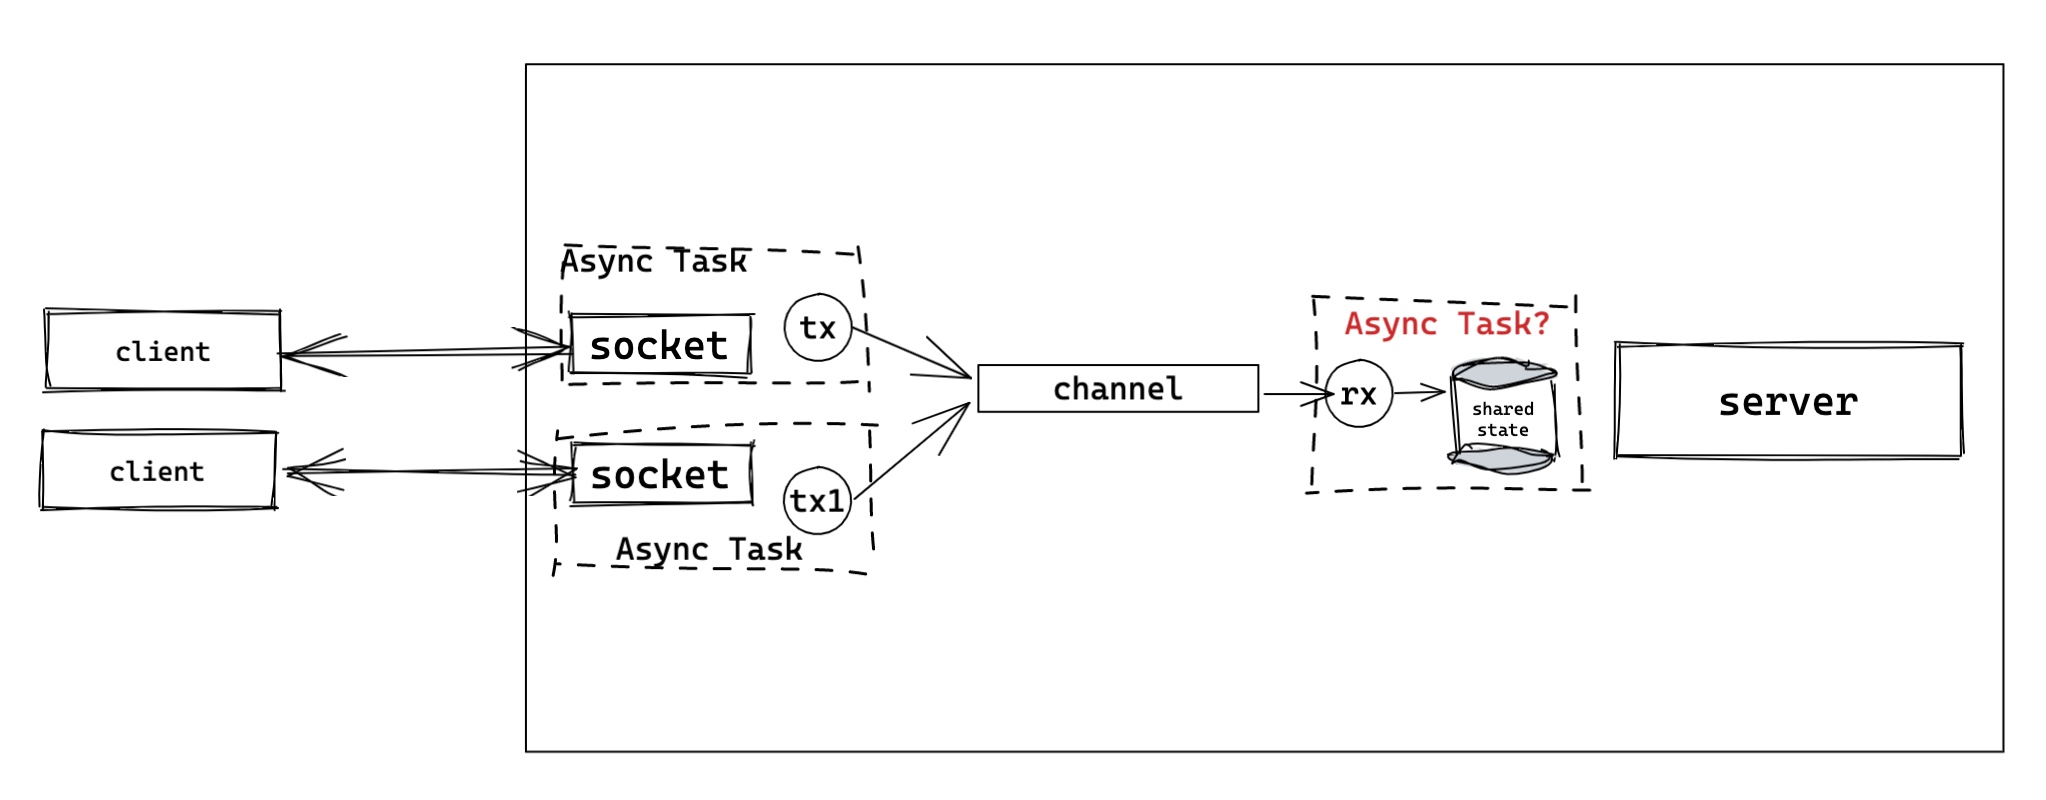 Async Task
client
socket
tx
client
socket
tx1
Async Task
channel
Async Task?
rx
shared
state
server